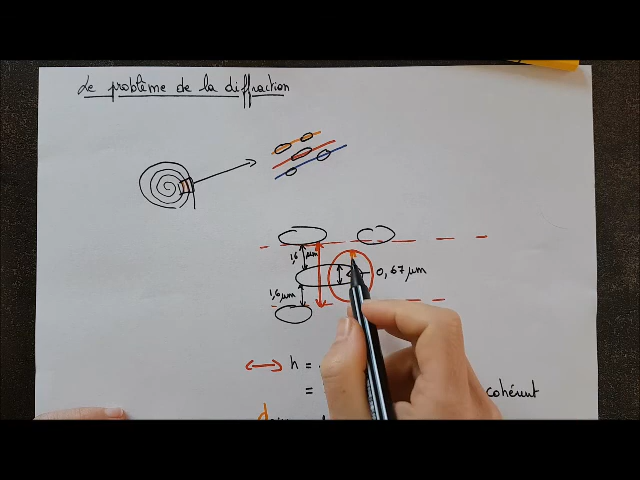 Le problème de la diffraction
1,6 µm
0,67 µm
1,6 µm
h =
= cohérent